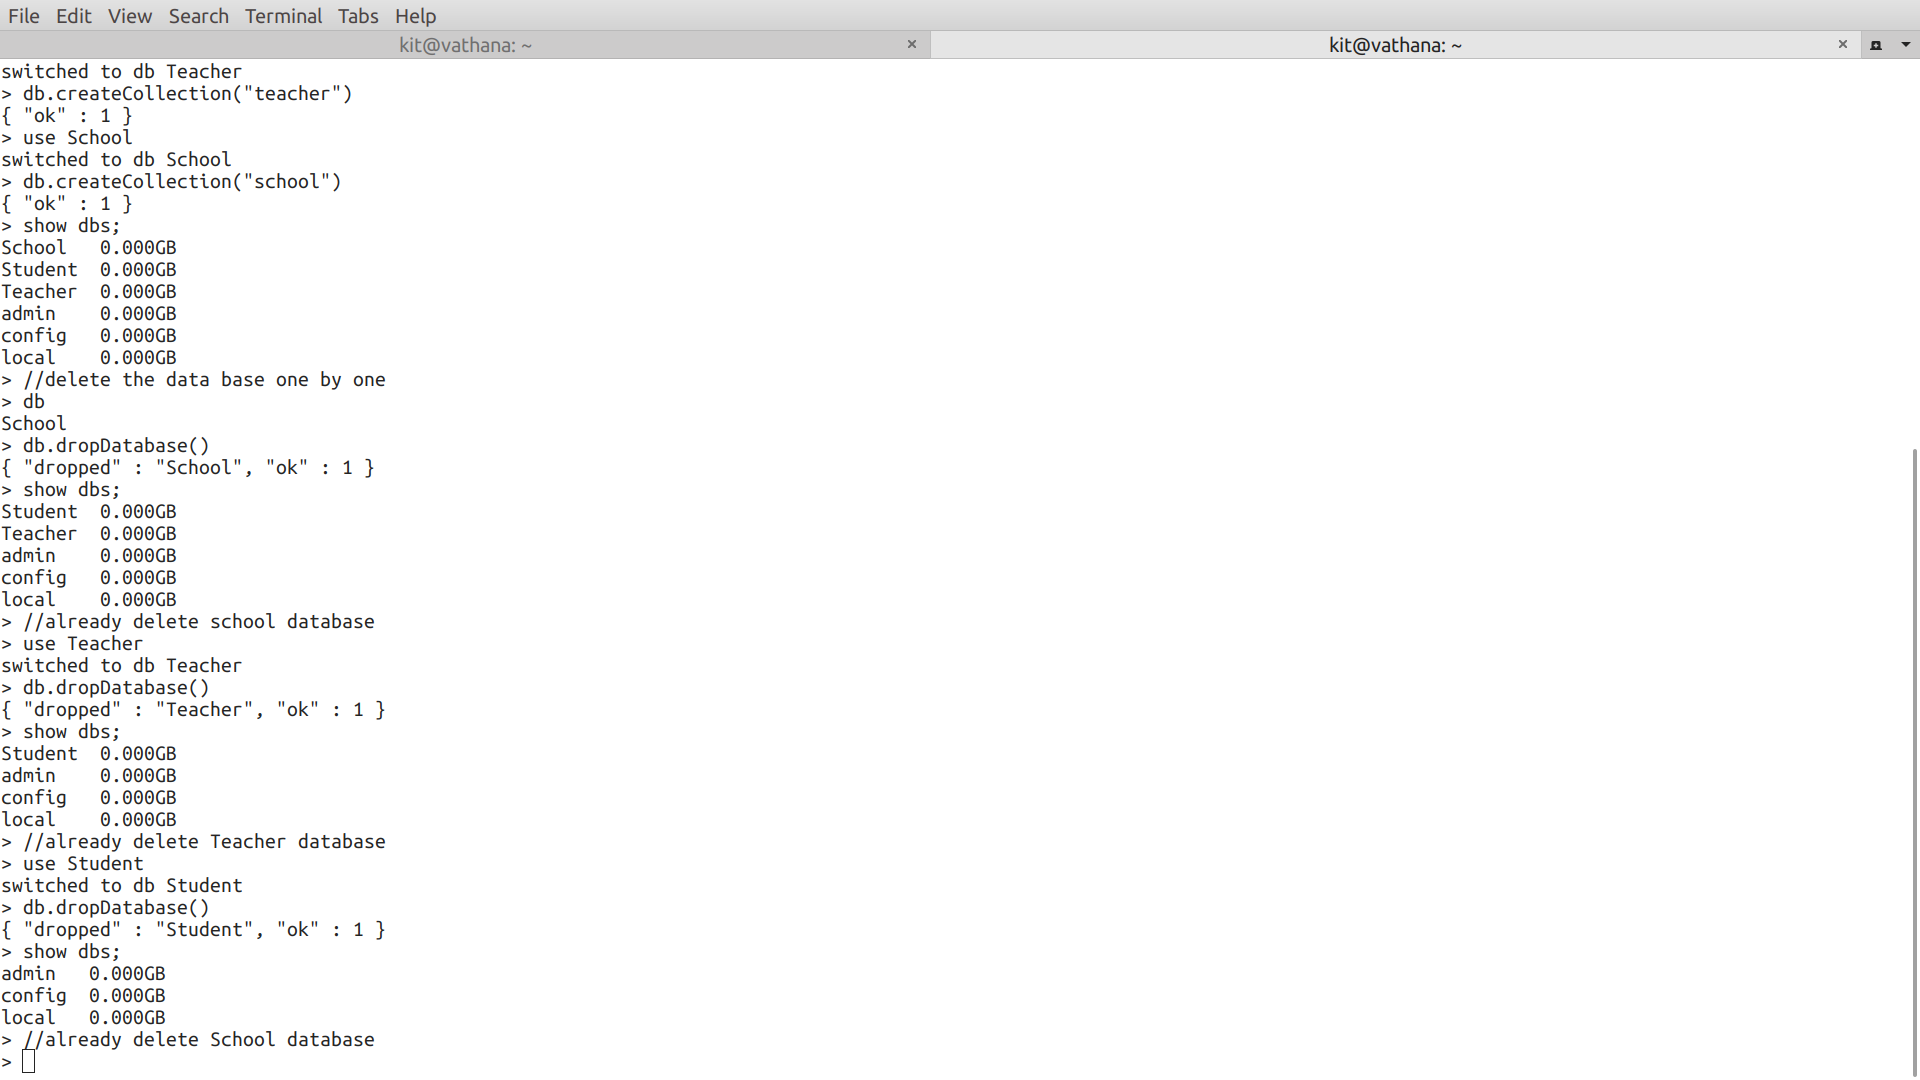 File Edit View Search Terminal Tabs Help
kit@vathana: ~ × kit@vathana: ~ ×
switched to db Teacher
> db.createCollection("teacher")
{ "ok" : 1 }
> use School
switched to db School
> db.createCollection("school")
{ "ok" : 1 }
> show dbs;
School   0.000GB
Student  0.000GB
Teacher  0.000GB
admin    0.000GB
config   0.000GB
local    0.000GB
> //delete the data base one by one
> db
School
> db.dropDatabase()
{ "dropped" : "School", "ok" : 1 }
> show dbs;
Student  0.000GB
Teacher  0.000GB
admin    0.000GB
config   0.000GB
local    0.000GB
> //already delete school database
> use Teacher
switched to db Teacher
> db.dropDatabase()
{ "dropped" : "Teacher", "ok" : 1 }
> show dbs;
Student  0.000GB
admin    0.000GB
config   0.000GB
local    0.000GB
> //already delete Teacher database
> use Student
switched to db Student
> db.dropDatabase()
{ "dropped" : "Student", "ok" : 1 }
> show dbs;
admin   0.000GB
config  0.000GB
local   0.000GB
> //already delete School database
>